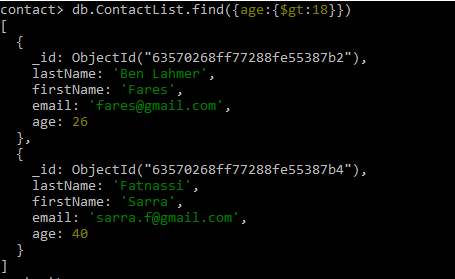 contact> db.ContactList.find({age:{$gt:18}})
[
  {
    _id: ObjectId("63570268ff77288fe55387b2"),
    lastName: 'Ben Lahmer',
    firstName: 'Fares',
    email: 'fares@gmail.com',
    age: 26
  },
  {
    _id: ObjectId("63570268ff77288fe55387b4"),
    lastName: 'Fatnassi',
    firstName: 'Sarra',
    email: 'sarra.f@gmail.com',
    age: 40
  }
]